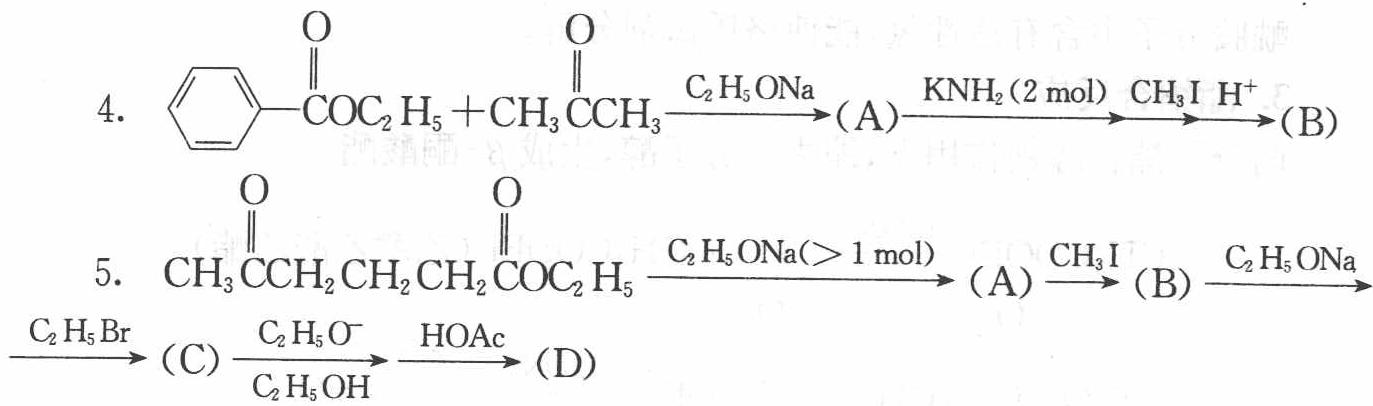 O O
4. COC₂H₅+CH₃CCH₃ C₂H₅ONa (A) KNH₂(2 mol) CH₃I H⁺ (B)
O O
5. CH₃CCH₂CH₂CH₂COC₂H₅ C₂H₅ONa(>1 mol) (A) CH₃I (B) C₂H₅ONa
C₂H₅Br (C) C₂H₅O⁻ C₂H₅OH HOAc (D)